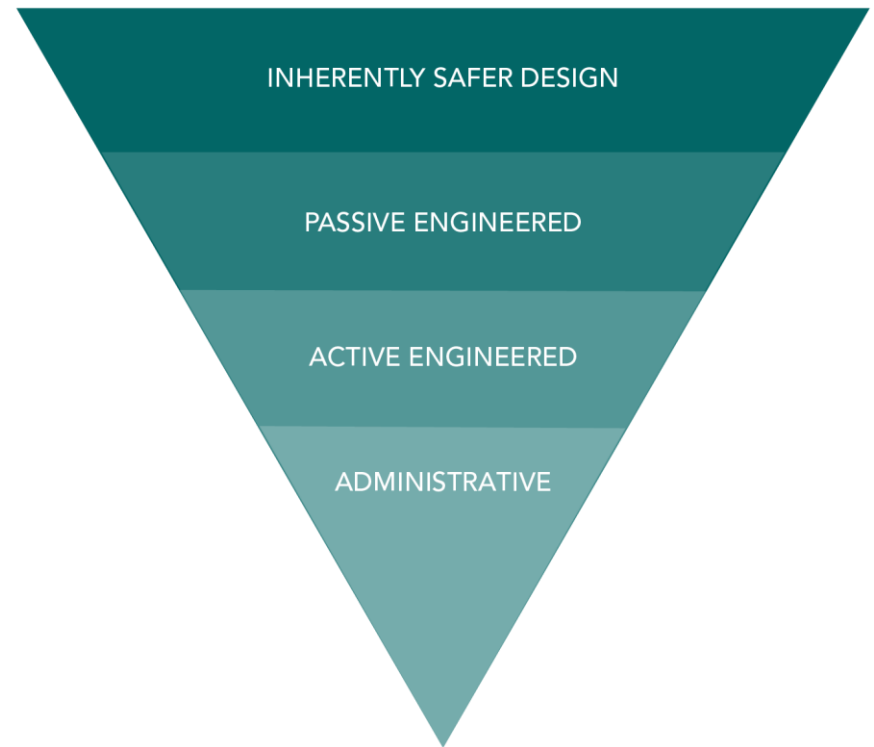 INHERENTLY SAFER DESIGN
PASSIVE ENGINEERED
ACTIVE ENGINEERED
ADMINISTRATIVE